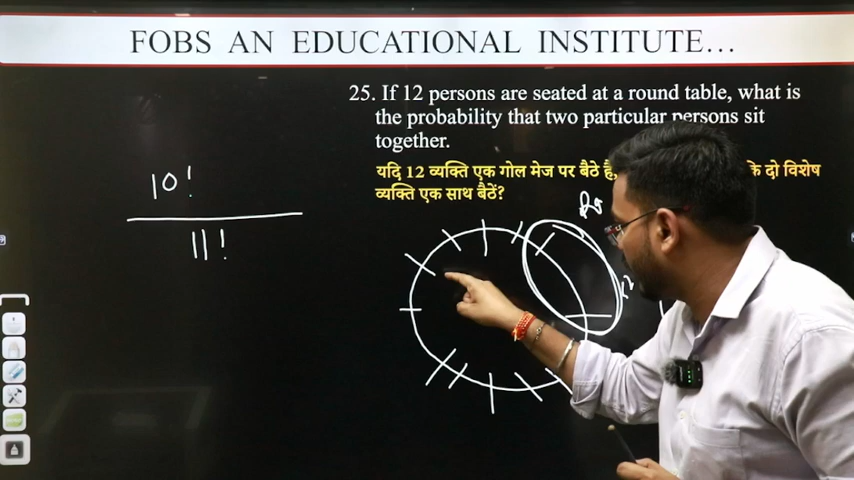 FOBS AN EDUCATIONAL INSTITUTE...
25. If 12 persons are seated at a round table, what is
the probability that two particular persons sit
together.
यदि 12 व्यक्ति एक गोल मेज पर बैठे है, के दो विशेष
व्यक्ति एक साथ बैठें?
10!
11!